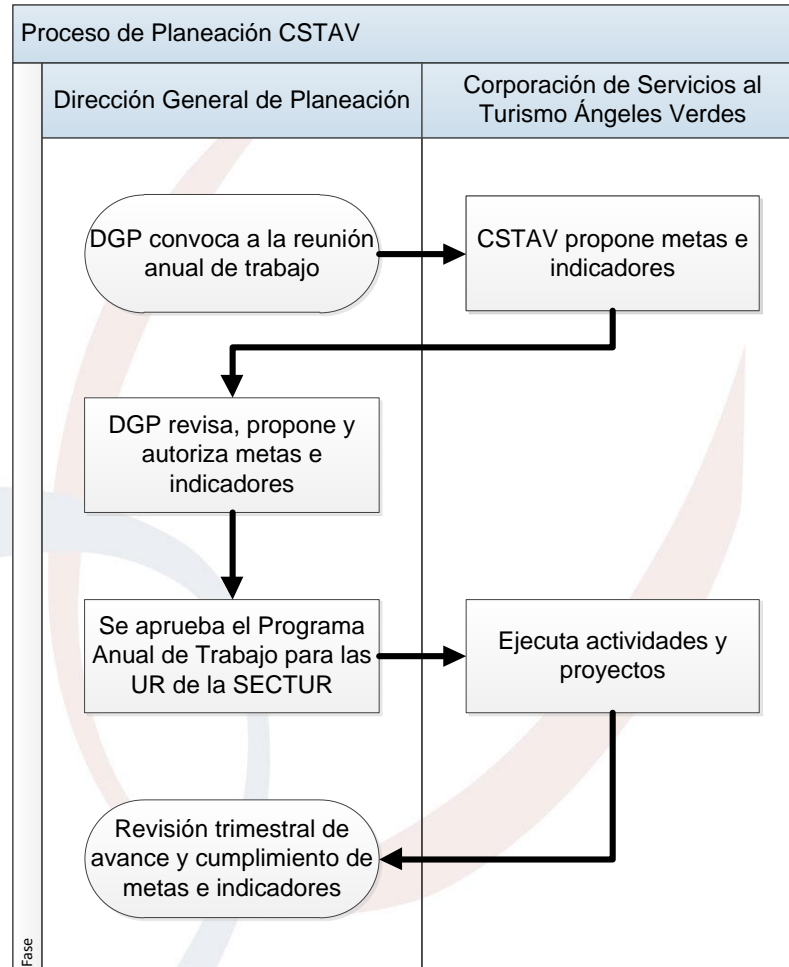 Proceso de Planeación CSTAV
Dirección General de Planeación
Corporación de Servicios al
Turismo Ángeles Verdes
DGP convoca a la reunión
anual de trabajo
CSTAV propone metas e
indicadores
DGP revisa, propone y
autoriza metas e
indicadores
Se aprueba el Programa
Anual de Trabajo para las
UR de la SECTUR
Ejecuta actividades y
proyectos
Revisión trimestral de
avance y cumplimiento de
metas e indicadores
Fase